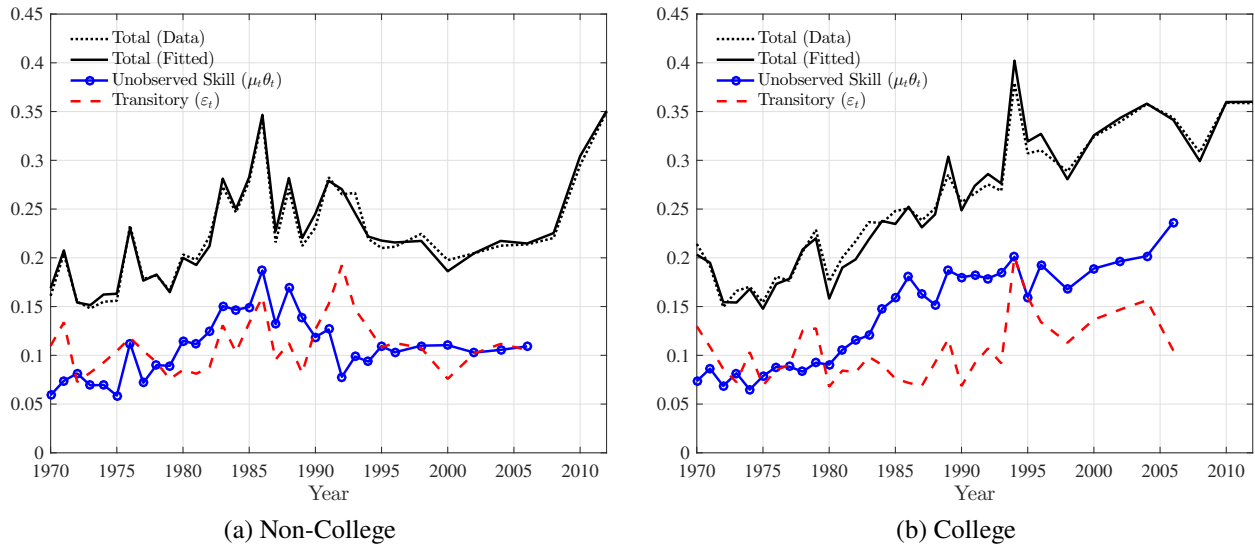 0.45
0.4
0.35
0.3
0.25
0.2
0.15
0.1
0.05
0
Total (Data)
Total (Fitted)
Unobserved Skill (μₜθₜ)
Transitory (εₜ)
1970 1975 1980 1985 1990 1995 2000 2005 2010
Year
(a) Non-College
0.45
0.4
0.35
0.3
0.25
0.2
0.15
0.1
0.05
0
Total (Data)
Total (Fitted)
Unobserved Skill (μₜθₜ)
Transitory (εₜ)
1970 1975 1980 1985 1990 1995 2000 2005 2010
Year
(b) College